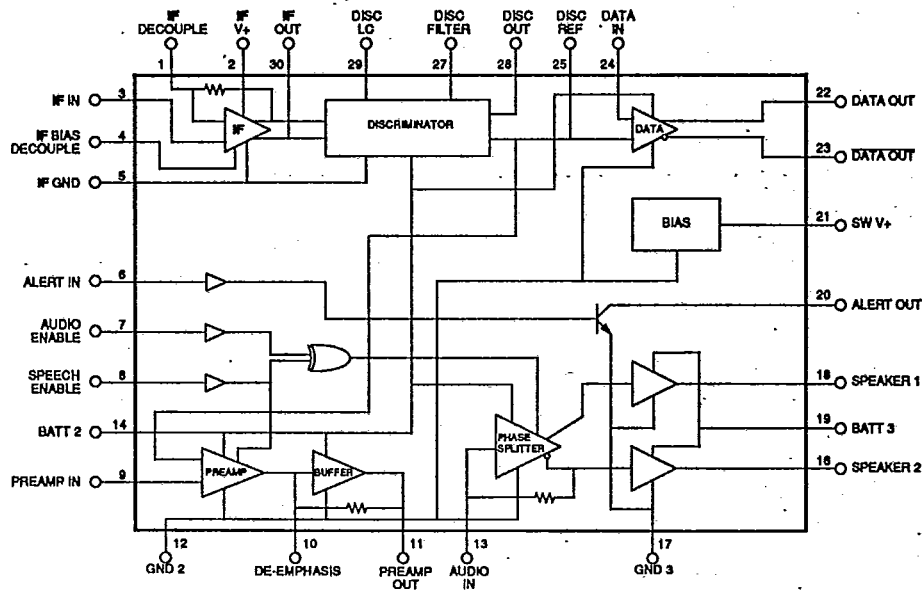 IF
DECOUPLE
1
IF
V+
2
IF
OUT
30
DISC
LC
29
DISC
FILTER
27
DISC
OUT
28
DISC
REF
25
DATA
IN
24
IF IN
3
IF BIAS
DECOUPLE
4
IF GND
5
IF
DISCRIMINATOR
DATA
22
DATA OUT
23
DATA OUT
BIAS
21
SW V+
ALERT IN
6
20
ALERT OUT
AUDIO
ENABLE
7
SPEECH
ENABLE
8
18
SPEAKER 1
BATT 2
14
19
BATT 3
PHASE
SPLITTER
PREAMP IN
9
PREAMP
BUFFER
16
SPEAKER 2
12
GND 2
10
DE-EMPHASIS
11
PREAMP
OUT
13
AUDIO
IN
17
GND 3